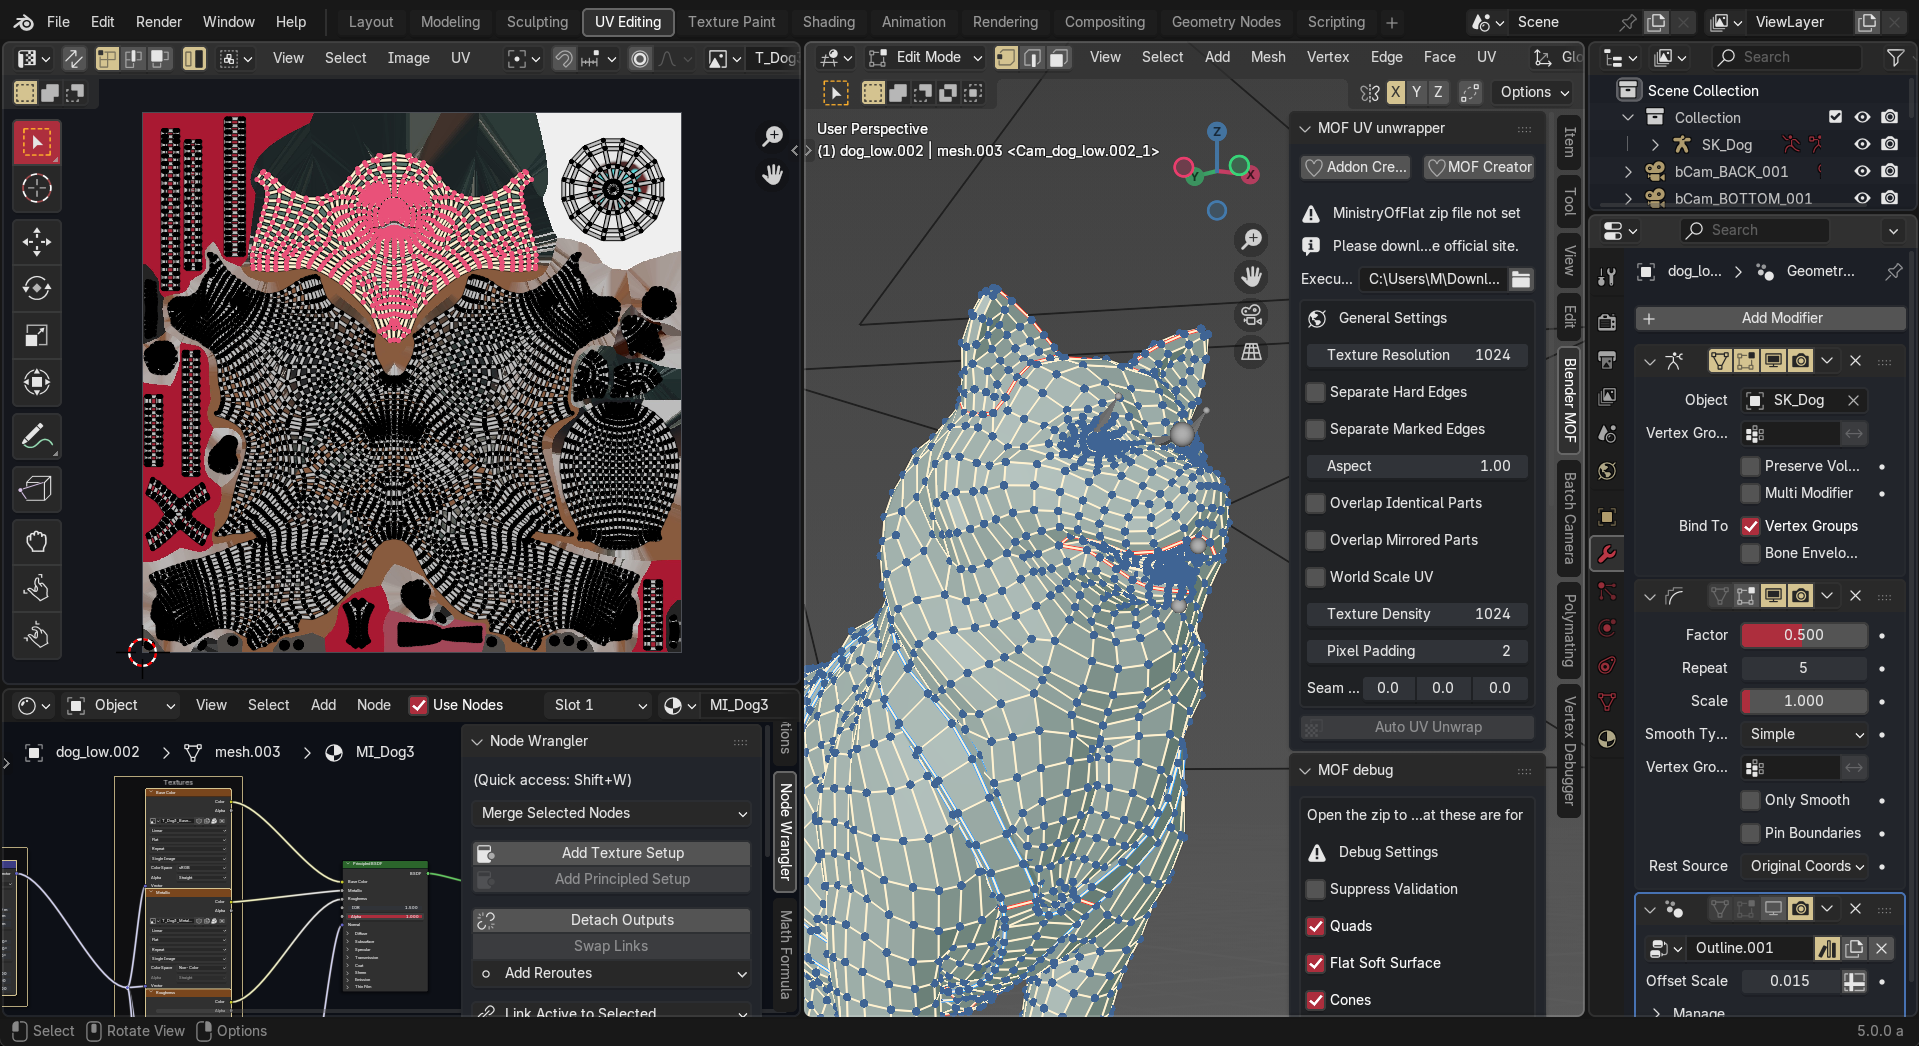 File Edit Render Window Help Layout Modeling Sculpting UV Editing Texture Paint Shading Animation Rendering Compositing Geometry Nodes Scripting + Scene ViewLayer
View Select Image UV T_Dog
Edit Mode View Select Add Mesh Vertex Edge Face UV Glo
X Y Z Options
User Perspective
(1) dog_low.002 | mesh.003 <Cam_dog_low.002_1>
Z
Y
X
MOF UV unwrapper
Addon Cre... MOF Creator
MinistryOfFlat zip file not set
Please downl...e official site.
Execu... C:\Users\M\Downl...
General Settings
Texture Resolution 1024
Separate Hard Edges
Separate Marked Edges
Aspect 1.00
Overlap Identical Parts
Overlap Mirrored Parts
World Scale UV
Texture Density 1024
Pixel Padding 2
Seam ... 0.0 0.0 0.0
Auto UV Unwrap
MOF debug
Open the zip to ...at these are for
Debug Settings
Suppress Validation
Quads
Flat Soft Surface
Cones
Item
Tool
View
Edit
Blender MOF
Batch Camera
Polymating
Vertex Debugger
Search
Scene Collection
Collection
SK_Dog
bCam_BACK_001
bCam_BOTTOM_001
Search
dog_lo... > Geometr...
Add Modifier
Object SK_Dog
Vertex Gro...
Preserve Vol...
Multi Modifier
Bind To Vertex Groups
Bone Envelo...
Factor 0.500
Repeat 5
Scale 1.000
Smooth Ty... Simple
Vertex Gro...
Only Smooth
Pin Boundaries
Rest Source Original Coords
Outline.001
Offset Scale 0.015
Manage
Object View Select Add Node Use Nodes Slot 1 MI_Dog3
dog_low.002 > mesh.003 > MI_Dog3
Textures
Base Color
Metallic
Roughness
Node Wrangler
(Quick access: Shift+W)
Merge Selected Nodes
Add Texture Setup
Add Principled Setup
Detach Outputs
Swap Links
Add Reroutes
Link Active to Selected
tions
Node Wrangler
Math Formula
Select Rotate View Options 5.0.0 a